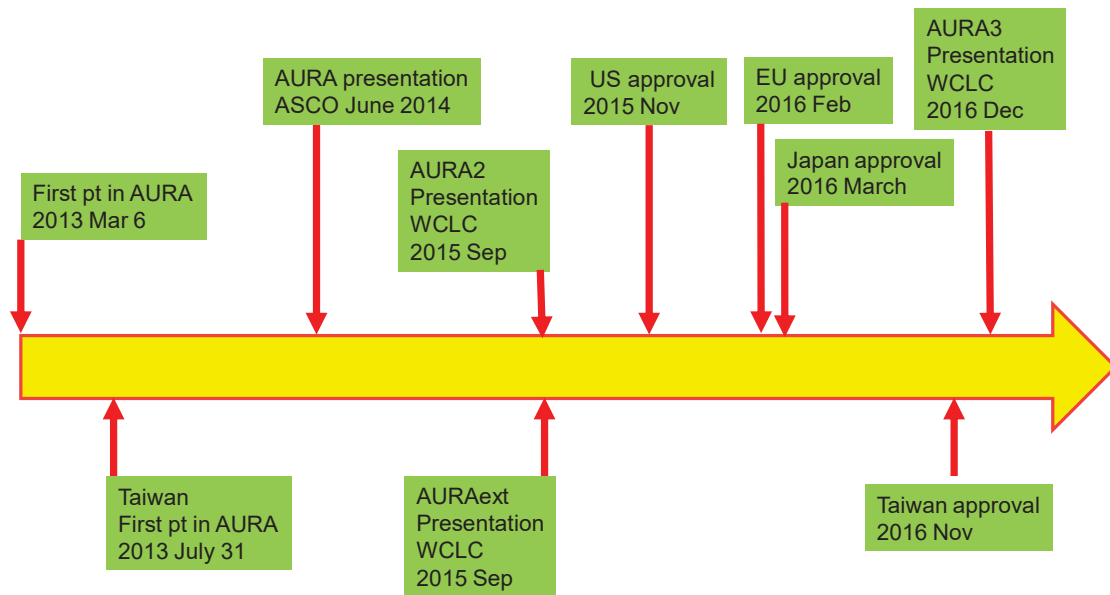 AURA3
Presentation
WCLC
2016 Dec
AURA presentation
ASCO June 2014
US approval
2015 Nov
EU approval
2016 Feb
Japan approval
2016 March
AURA2
Presentation
WCLC
2015 Sep
First pt in AURA
2013 Mar 6
Taiwan
First pt in AURA
2013 July 31
AURAext
Presentation
WCLC
2015 Sep
Taiwan approval
2016 Nov